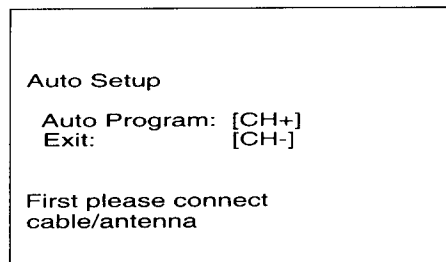 Auto Setup
Auto Program: [CH+]
Exit: [CH-]
First please connect
cable/antenna